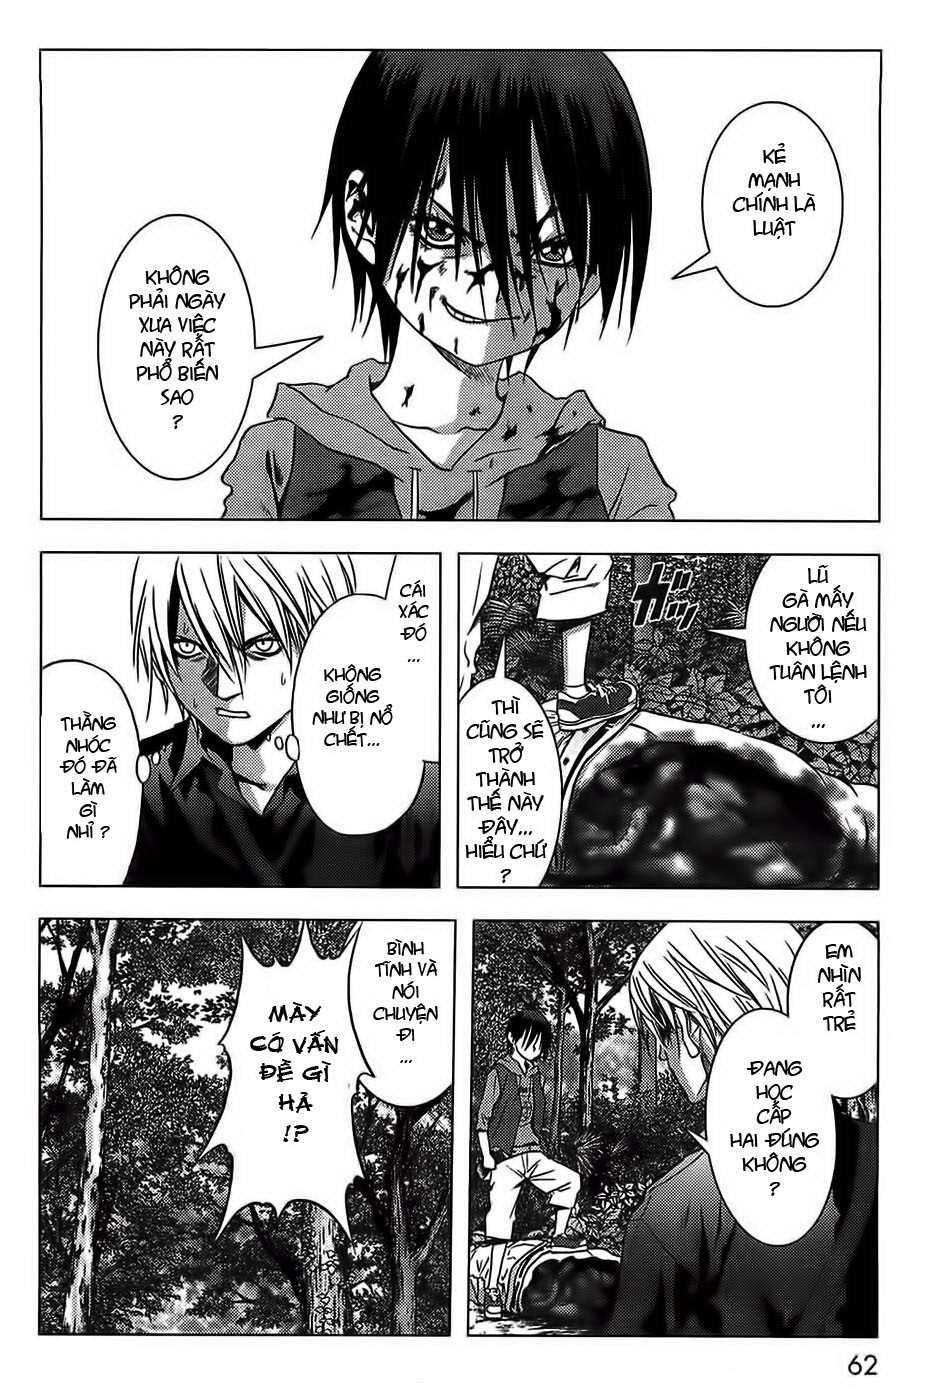 KẺ
MẠNH
CHÍNH LÀ
LUẬT
KHÔNG
PHẢI NGÀY
XƯA VIỆC
NÀY RẤT
PHỔ BIẾN
SAO
?
LŨ
GÀ MẤY
NGƯỜI NẾU
KHÔNG
TUÂN LỆNH
TÔI
...
ガッ
THÌ
CŨNG SẼ
TRỞ
THÀNH
THẾ NÀY
ĐÂY...
HIỂU CHỨ
?
CÁI
XÁC
ĐÓ
...
KHÔNG
GIỐNG
NHƯ BỊ NỔ
CHẾT...
THẰNG
NHÓC
ĐÓ ĐÃ
LÀM
GÌ
NHỈ ?
EM
NHÌN
RẤT
TRẺ
ĐANG
HỌC
CẤP
HAI ĐÚNG
KHÔNG
?
BÌNH
TĨNH VÀ
NÓI
CHUYỆN
ĐI
...
MÀY
CÓ VẤN
ĐỀ GÌ
HẢ
!?
62